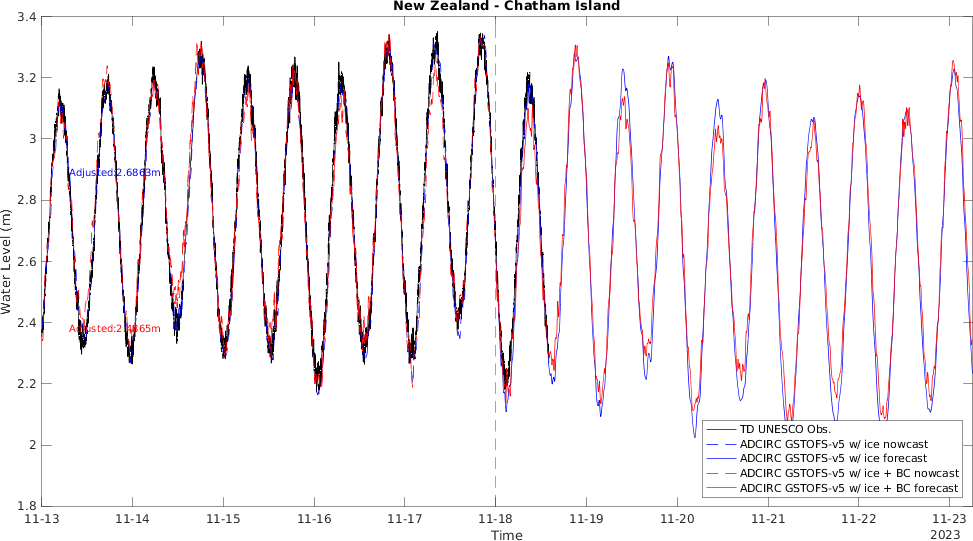 New Zealand - Chatham Island
3.4
3.2
3
2.8
2.6
2.4
2.2
2
1.8
Water Level (m)
Adjusted:2.6863m
Adjusted:2.4865m
TD UNESCO Obs.
ADCIRC GSTOFS-v5 w/ ice nowcast
ADCIRC GSTOFS-v5 w/ ice forecast
ADCIRC GSTOFS-v5 w/ ice + BC nowcast
ADCIRC GSTOFS-v5 w/ ice + BC forecast
11-13 11-14 11-15 11-16 11-17 11-18 11-19 11-20 11-21 11-22 11-23
Time
2023